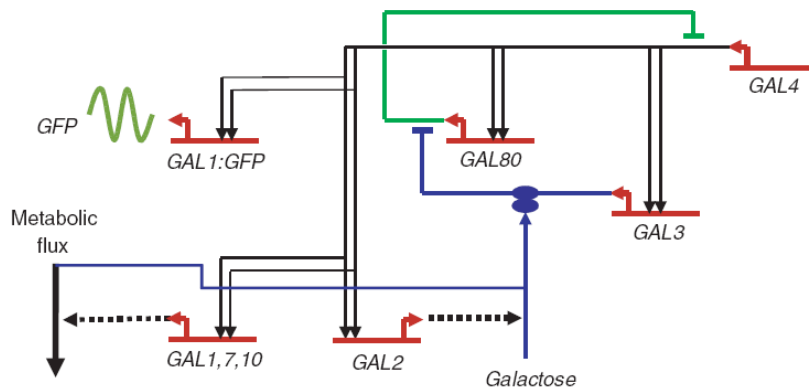 GAL4
GFP
GAL1:GFP
GAL80
GAL3
Metabolic
flux
GAL1,7,10
GAL2
Galactose